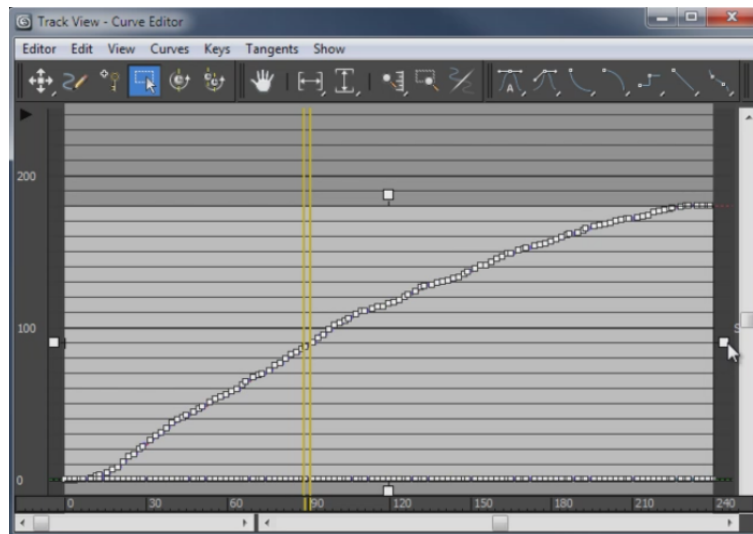 Track View - Curve Editor
Editor Edit View Curves Keys Tangents Show
A
200
100
S
0
0 30 60 90 120 150 180 210 240